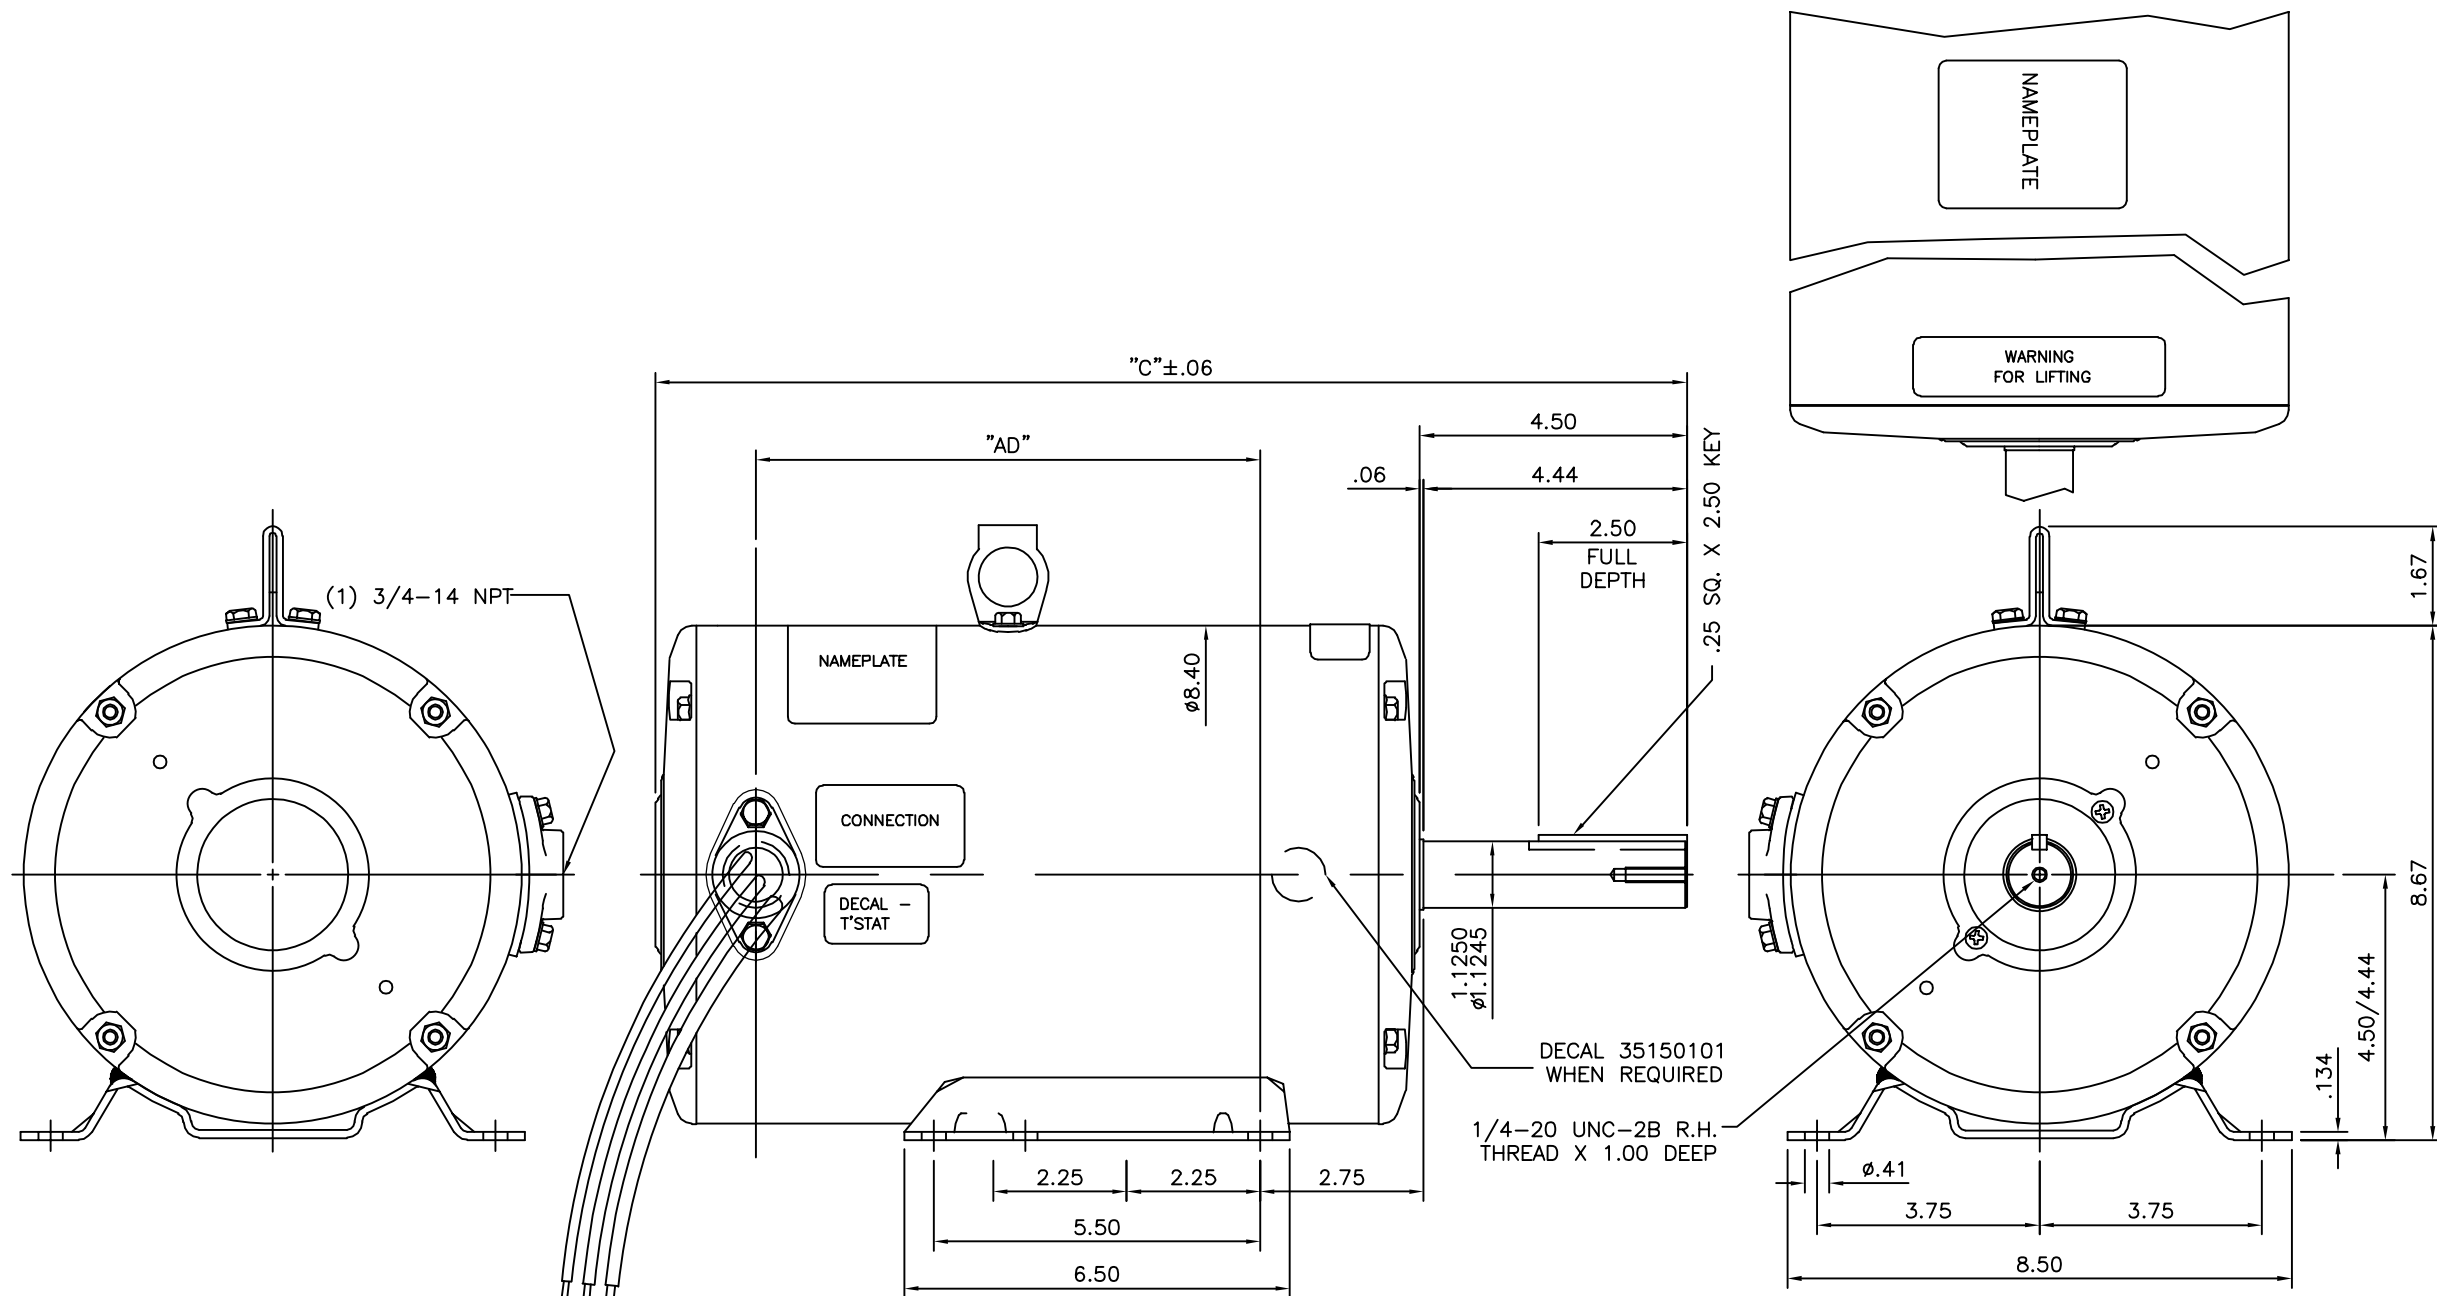 NAMEPLATE
WARNING
FOR LIFTING
"C"±.06
4.50
"AD"
.06
4.44
2.50
FULL
DEPTH
.25 SQ. X 2.50 KEY
1.67
(1) 3/4-14 NPT
NAMEPLATE
ø8.40
CONNECTION
DECAL -
T'STAT
8.67
1.1250
ø1.1245
4.50/4.44
.134
DECAL 35150101
WHEN REQUIRED
1/4-20 UNC-2B R.H.
THREAD X 1.00 DEEP
2.25
2.25
2.75
ø.41
5.50
3.75
3.75
6.50
8.50